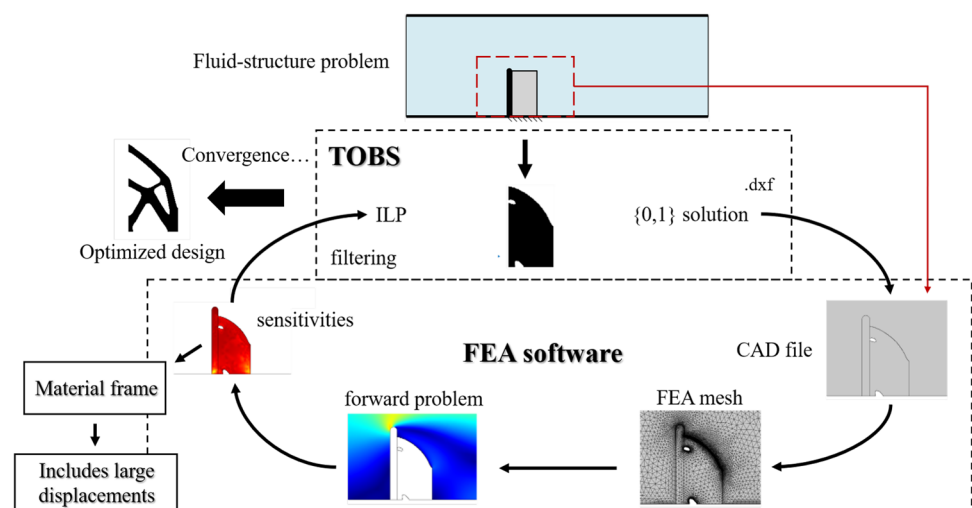 Fluid-structure problem
TOBS
Convergence…
.dxf
ILP
{0,1} solution
Optimized design
filtering
sensitivities
FEA software
CAD file
Material frame
forward problem
FEA mesh
Includes large
displacements